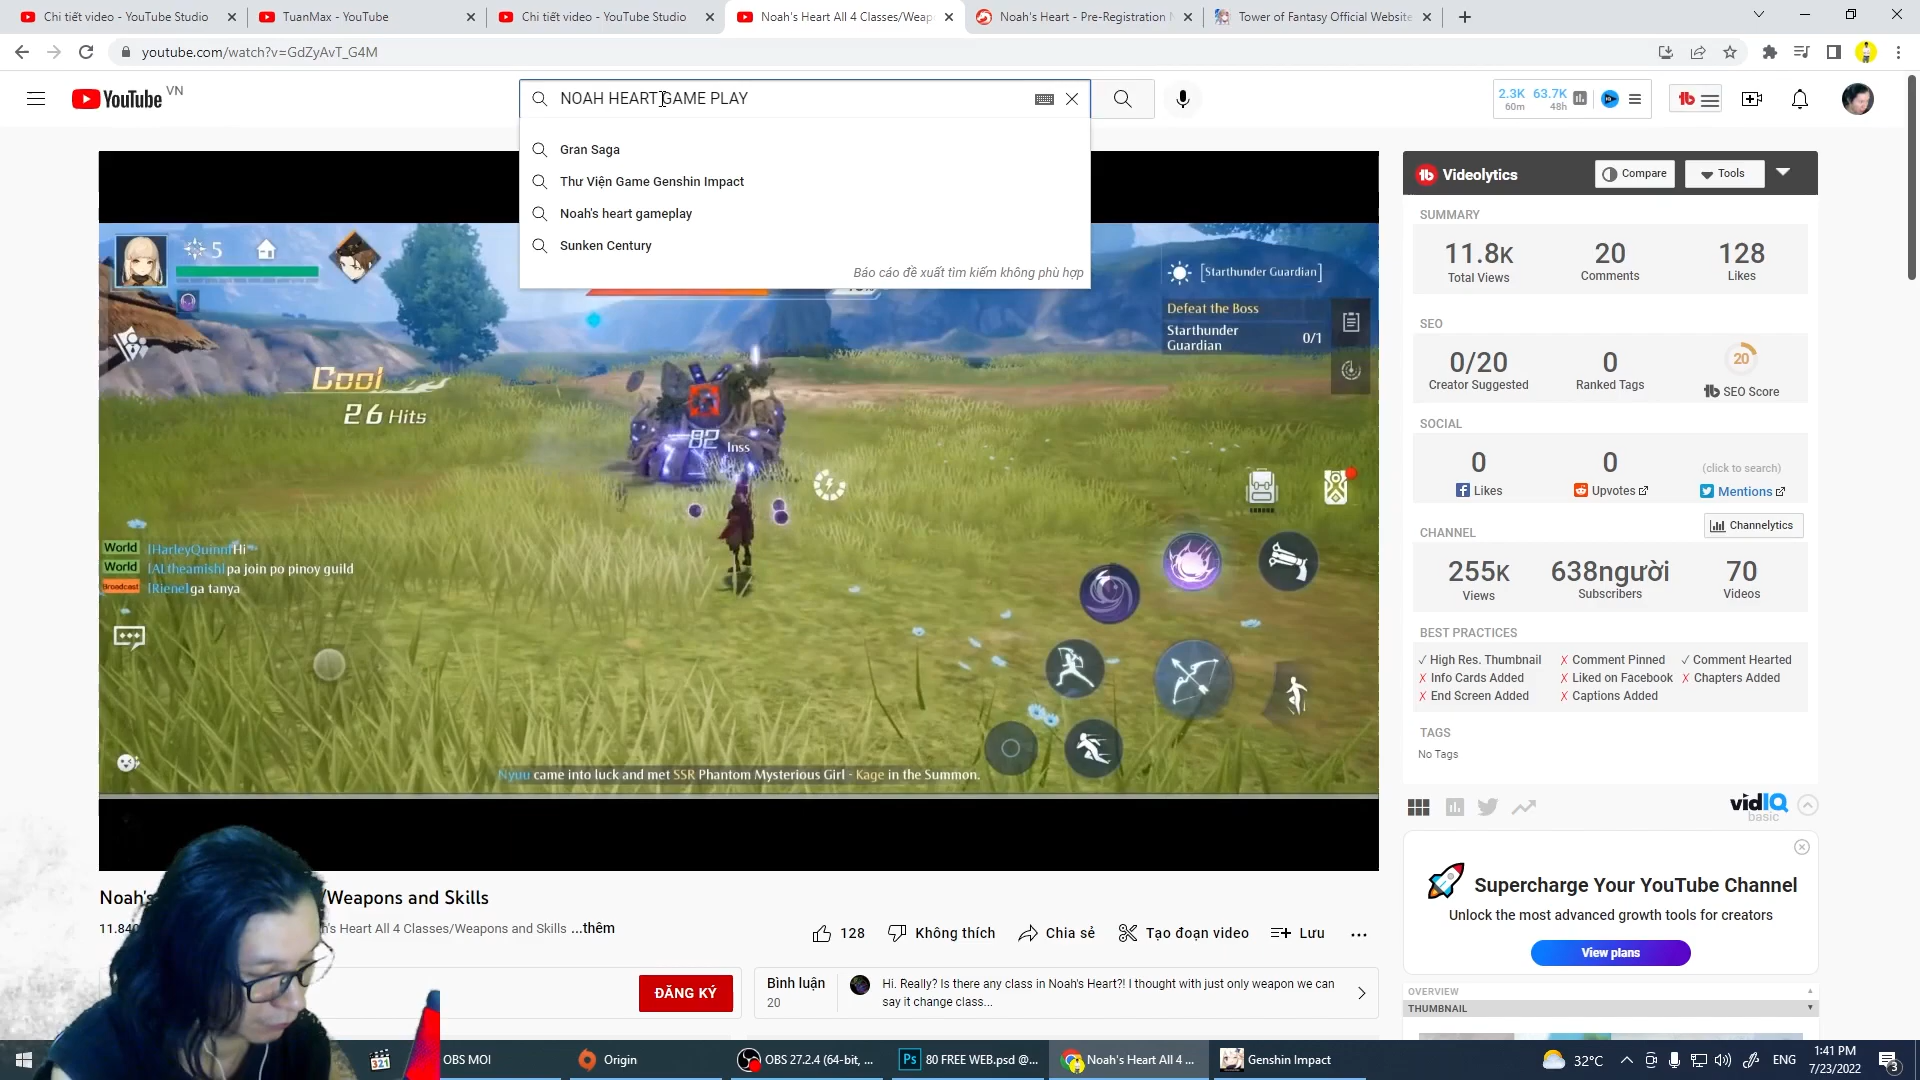 Chi tiết video - YouTube Studio
TuanMax - YouTube
Chi tiết video - YouTube Studio
Noah's Heart All 4 Classes/Weap
Noah's Heart - Pre-Registration
Tower of Fantasy Official Website
youtube.com/watch?v=GdZyAvT_G4M
YouTube VN
NOAH HEART GAME PLAY
2.3K 63.7K
60m 48h
Gran Saga
Thư Viện Game Genshin Impact
Noah's heart gameplay
Sunken Century
Báo cáo đề xuất tìm kiếm không phù hợp
5
[Starthunder Guardian]
Defeat the Boss
Starthunder
Guardian 0/1
Cool
26 Hits
82 Inss
World [HarleyQuinn]Hi
World [ALtheamish]pa join po pinoy guild
Broadcast [Riene]ga tanya
Nyuu came into luck and met SSR Phantom Mysterious Girl - Kage in the Summon.
Videolytics
Compare
Tools
SUMMARY
11.8K 20 128
Total Views Comments Likes
SEO
0/20 0 20
Creator Suggested Ranked Tags SEO Score
SOCIAL
0 0 (click to search)
Likes Upvotes Mentions
CHANNEL Channelytics
255K 638người 70
Views Subscribers Videos
BEST PRACTICES
✓ High Res. Thumbnail ✗ Comment Pinned ✓ Comment Hearted
✗ Info Cards Added ✗ Liked on Facebook ✗ Chapters Added
✗ End Screen Added ✗ Captions Added
TAGS
No Tags
vidIQ
basic
Supercharge Your YouTube Channel
Unlock the most advanced growth tools for creators
View plans
OVERVIEW
THUMBNAIL
Noah's /Weapons and Skills
11.840 h's Heart All 4 Classes/Weapons and Skills ...thêm
128 Không thích Chia sẻ Tạo đoạn video Lưu
ĐĂNG KÝ
Bình luận
20
Hi. Really? Is there any class in Noah's Heart?! I thought with just only weapon we can
say it change class...
321
OBS MOI
Origin
OBS 27.2.4 (64-bit, ...
80 FREE WEB.psd @...
Noah's Heart All 4 ...
Genshin Impact
32°C
ENG
1:41 PM
7/23/2022
3